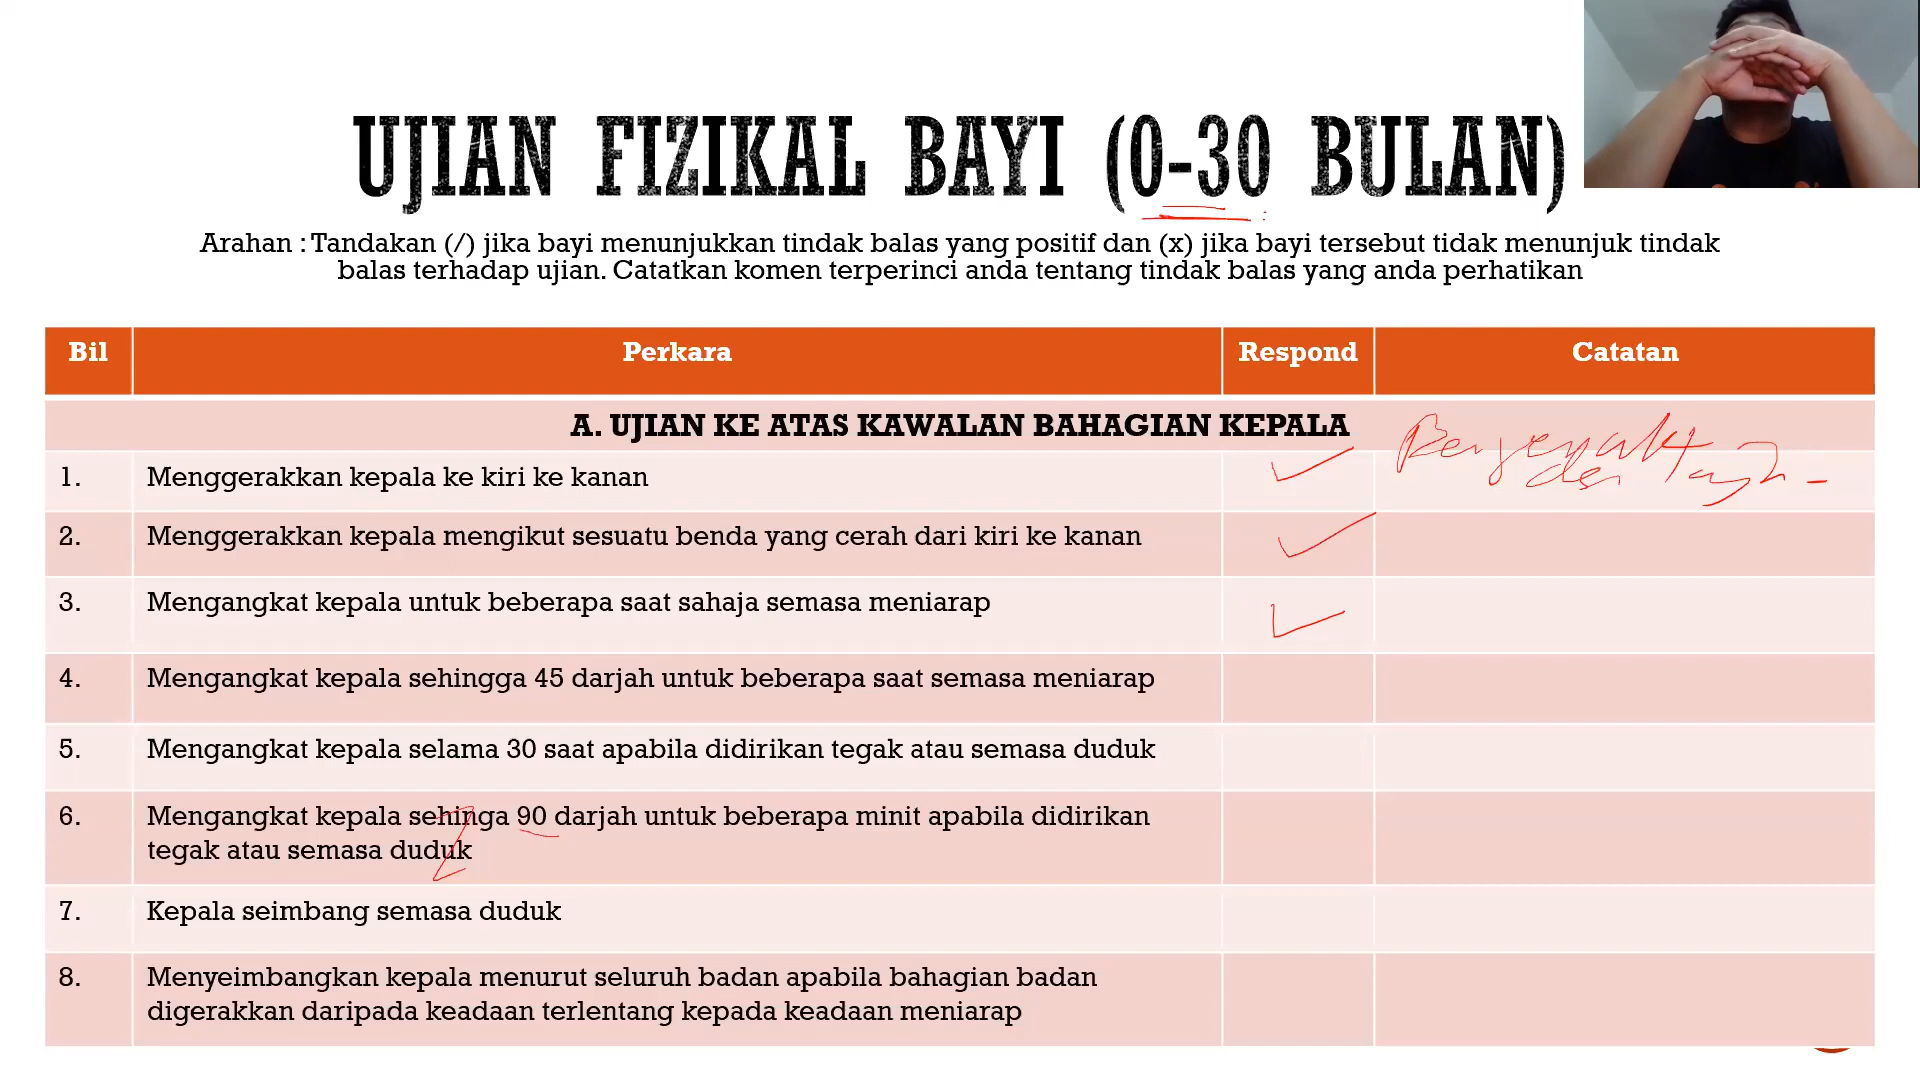 UJIAN FIZIKAL BAYI (0-30 BULAN)
Arahan : Tandakan (/) jika bayi menunjukkan tindak balas yang positif dan (x) jika bayi tersebut tidak menunjuk tindak
balas terhadap ujian. Catatkan komen terperinci anda tentang tindak balas yang anda perhatikan
Bil Perkara Respond Catatan
A. UJIAN KE ATAS KAWALAN BAHAGIAN KEPALA
1. Menggerakkan kepala ke kiri ke kanan
2. Menggerakkan kepala mengikut sesuatu benda yang cerah dari kiri ke kanan
3. Mengangkat kepala untuk beberapa saat sahaja semasa meniarap
4. Mengangkat kepala sehingga 45 darjah untuk beberapa saat semasa meniarap
5. Mengangkat kepala selama 30 saat apabila didirikan tegak atau semasa duduk
6. Mengangkat kepala sehinga 90 darjah untuk beberapa minit apabila didirikan
tegak atau semasa duduk
7. Kepala seimbang semasa duduk
8. Menyeimbangkan kepala menurut seluruh badan apabila bahagian badan
digerakkan daripada keadaan terlentang kepada keadaan meniarap